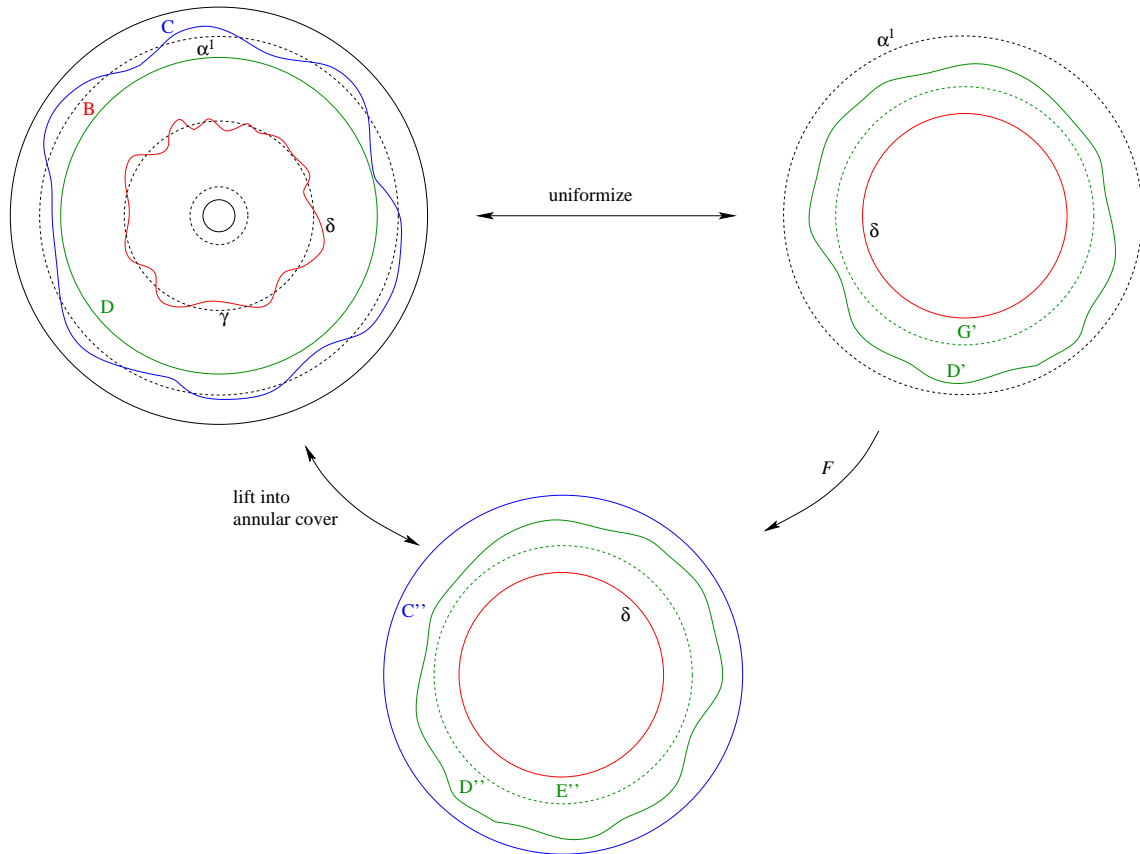 C
α¹
B
δ
D
γ
uniformize
α¹
δ
G’
D’
F
lift into
annular cover
C’’
δ
D’’
E’’